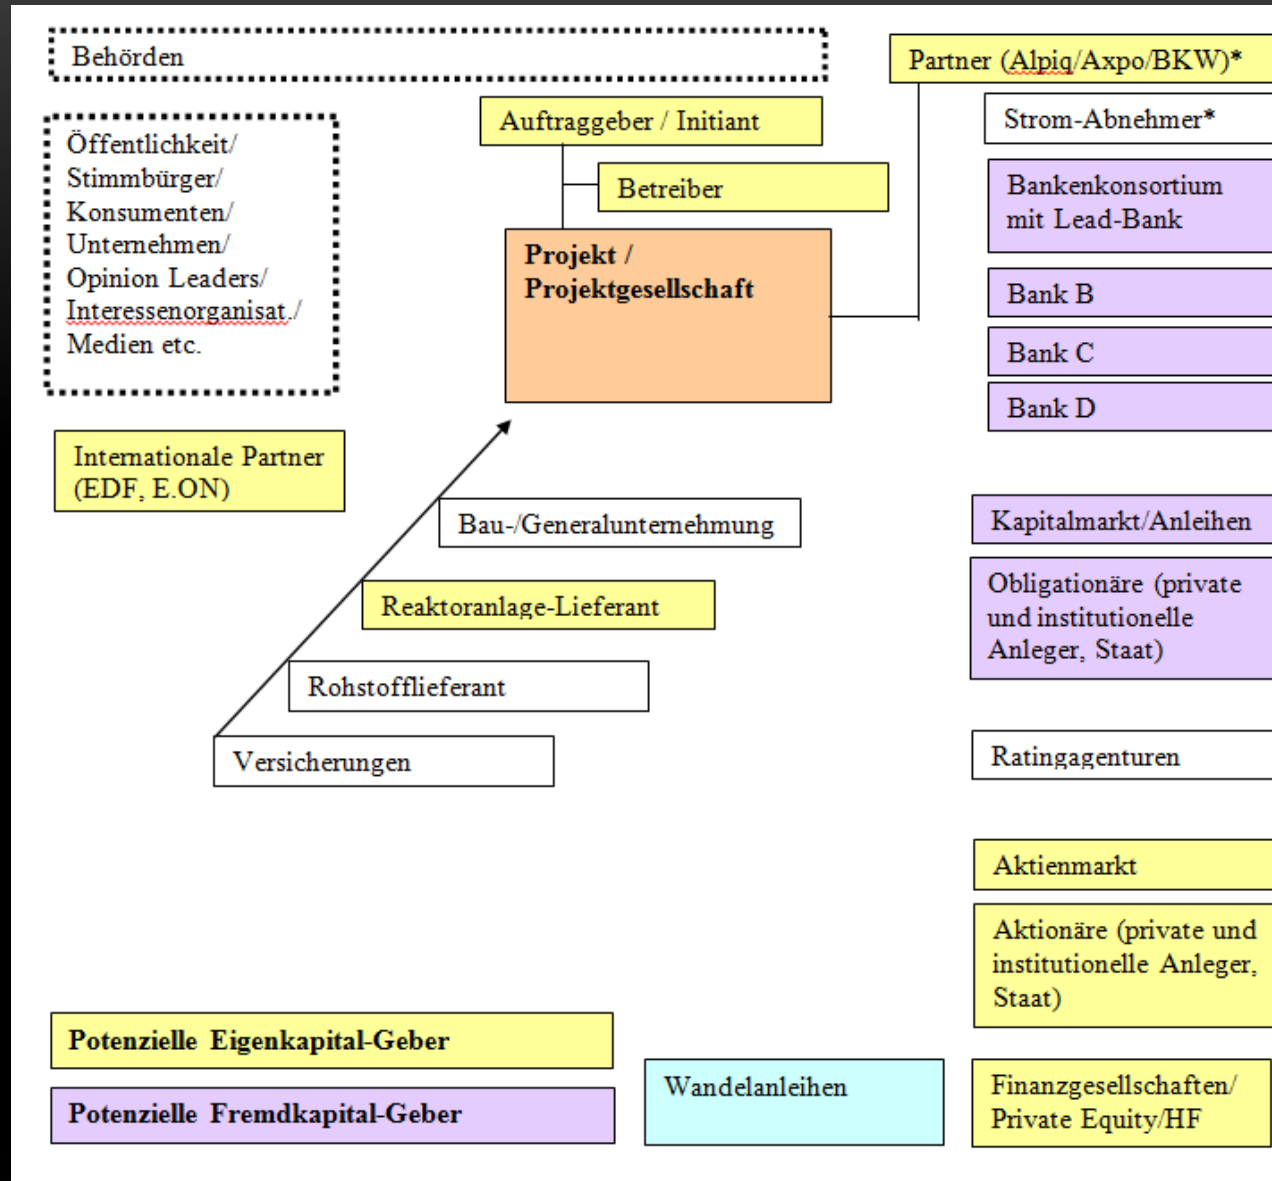 Behörden
Partner (Alpiq/Axpo/BKW)*
Auftraggeber / Initiant
Strom-Abnehmer*
Öffentlichkeit/
Stimmbürger/
Konsumenten/
Unternehmen/
Opinion Leaders/
Interessenorganisat./
Medien etc.
Betreiber
Bankenkonsortium
mit Lead-Bank
Projekt /
Projektgesellschaft
Bank B
Bank C
Bank D
Internationale Partner
(EDF, E.ON)
Bau-/Generalunternehmung
Kapitalmarkt/Anleihen
Reaktoranlage-Lieferant
Obligationäre (private
und institutionelle
Anleger, Staat)
Rohstofflieferant
Versicherungen
Ratingagenturen
Aktienmarkt
Aktionäre (private und
institutionelle Anleger,
Staat)
Potenzielle Eigenkapital-Geber
Potenzielle Fremdkapital-Geber
Wandelanleihen
Finanzgesellschaften/
Private Equity/HF